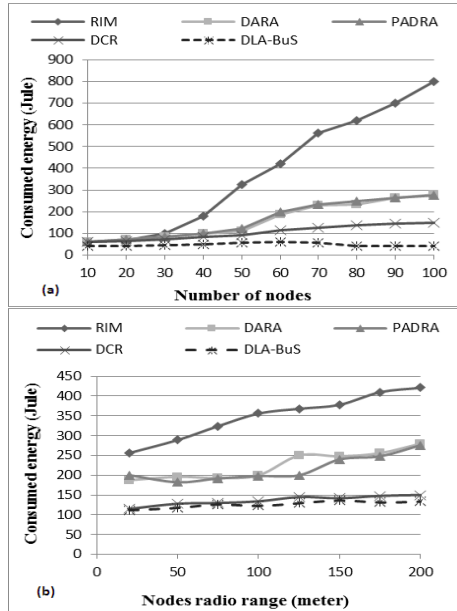 RIM DARA PADRA
DCR DLA-BuS
Consumed energy (Jule)
900
800
700
600
500
400
300
200
100
0
10 20 30 40 50 60 70 80 90 100
(a)
Number of nodes
RIM DARA PADRA
DCR DLA-BuS
Consumed energy (Jule)
450
400
350
300
250
200
150
100
50
0
0 50 100 150 200
(b)
Nodes radio range (meter)